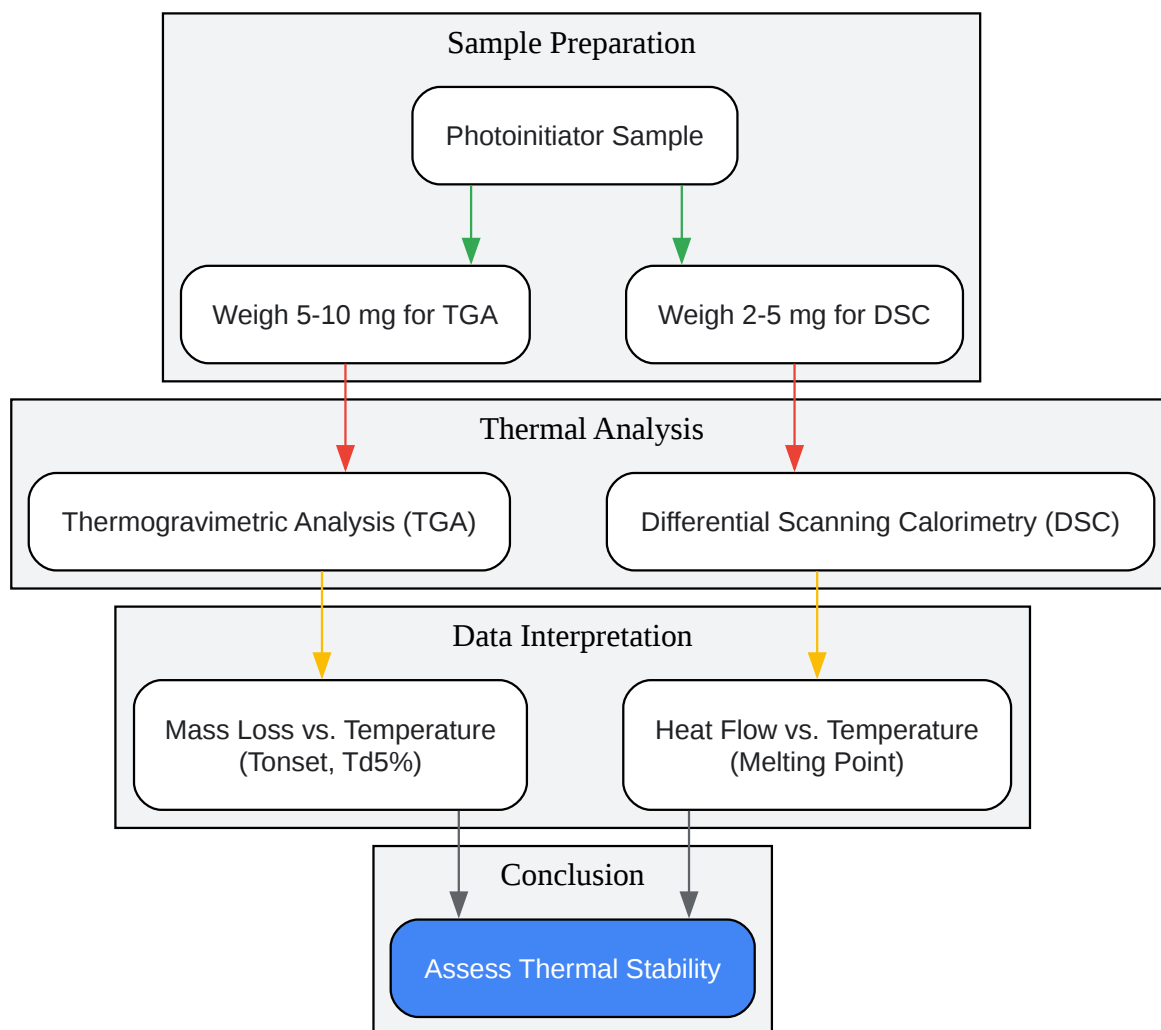 Sample Preparation
Photoinitiator Sample
Weigh 5-10 mg for TGA
Weigh 2-5 mg for DSC
Thermal Analysis
Thermogravimetric Analysis (TGA)
Differential Scanning Calorimetry (DSC)
Data Interpretation
Mass Loss vs. Temperature
(Tonset, Td5%)
Heat Flow vs. Temperature
(Melting Point)
Conclusion
Assess Thermal Stability